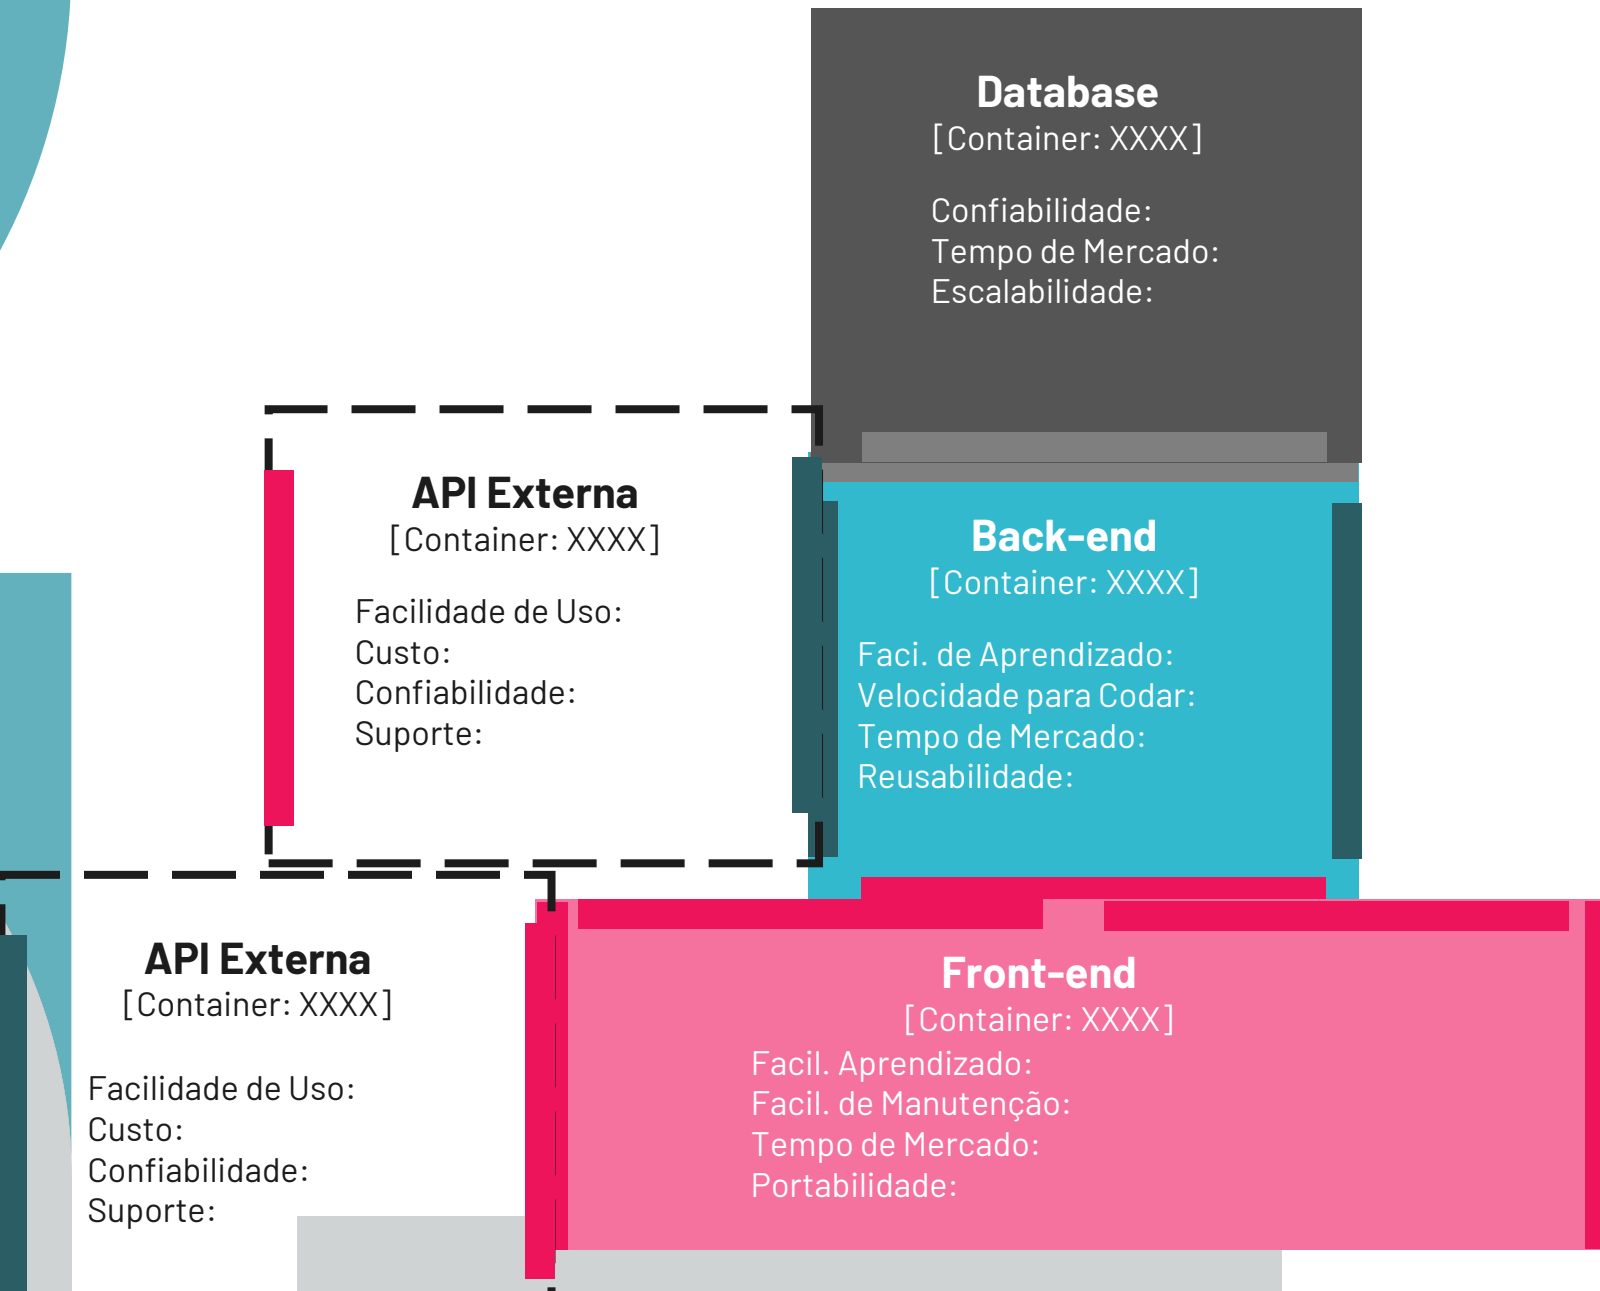 Database
[Container: XXXX]
Confiabilidade:
Tempo de Mercado:
Escalabilidade:
API Externa
[Container: XXXX]
Facilidade de Uso:
Custo:
Confiabilidade:
Suporte:
Back-end
[Container: XXXX]
Faci. de Aprendizado:
Velocidade para Codar:
Tempo de Mercado:
Reusabilidade:
API Externa
[Container: XXXX]
Facilidade de Uso:
Custo:
Confiabilidade:
Suporte:
Front-end
[Container: XXXX]
Facil. Aprendizado:
Facil. de Manutenção:
Tempo de Mercado:
Portabilidade: